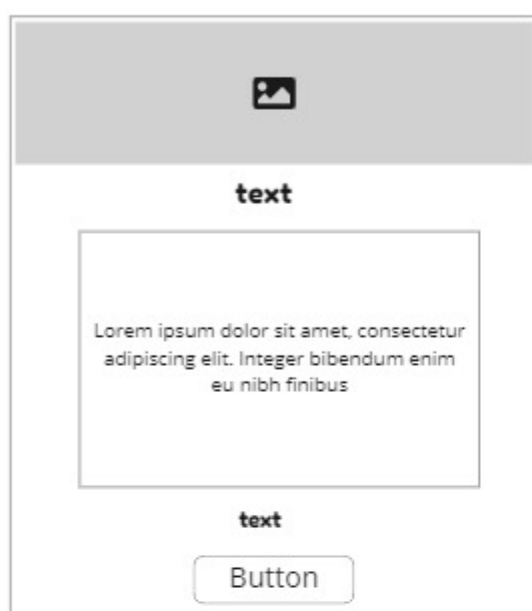 text
Lorem ipsum dolor sit amet, consectetur
adipiscing elit. Integer bibendum enim
eu nibh finibus
text
Button